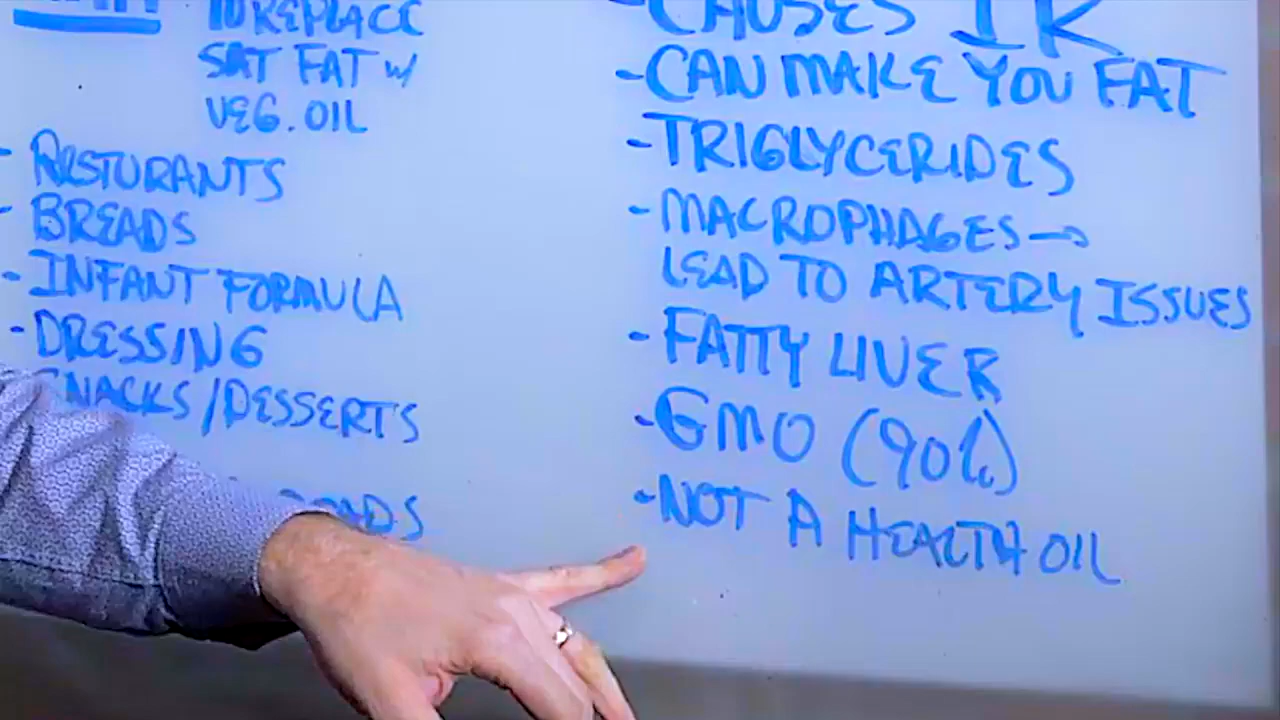 TO REPLACE
SAT FAT w/
VEG. OIL
- RESTURANTS
- BREADS
- INFANT FORMULA
- DRESSING
SNACKS/DESSERTS
- CAUSES IR
- CAN MAKE YOU FAT
- TRIGLYCERIDES
- MACROPHAGES →
LEAD TO ARTERY ISSUES
- FATTY LIVER
- GMO (90%)
- NOT A HEALTH OIL